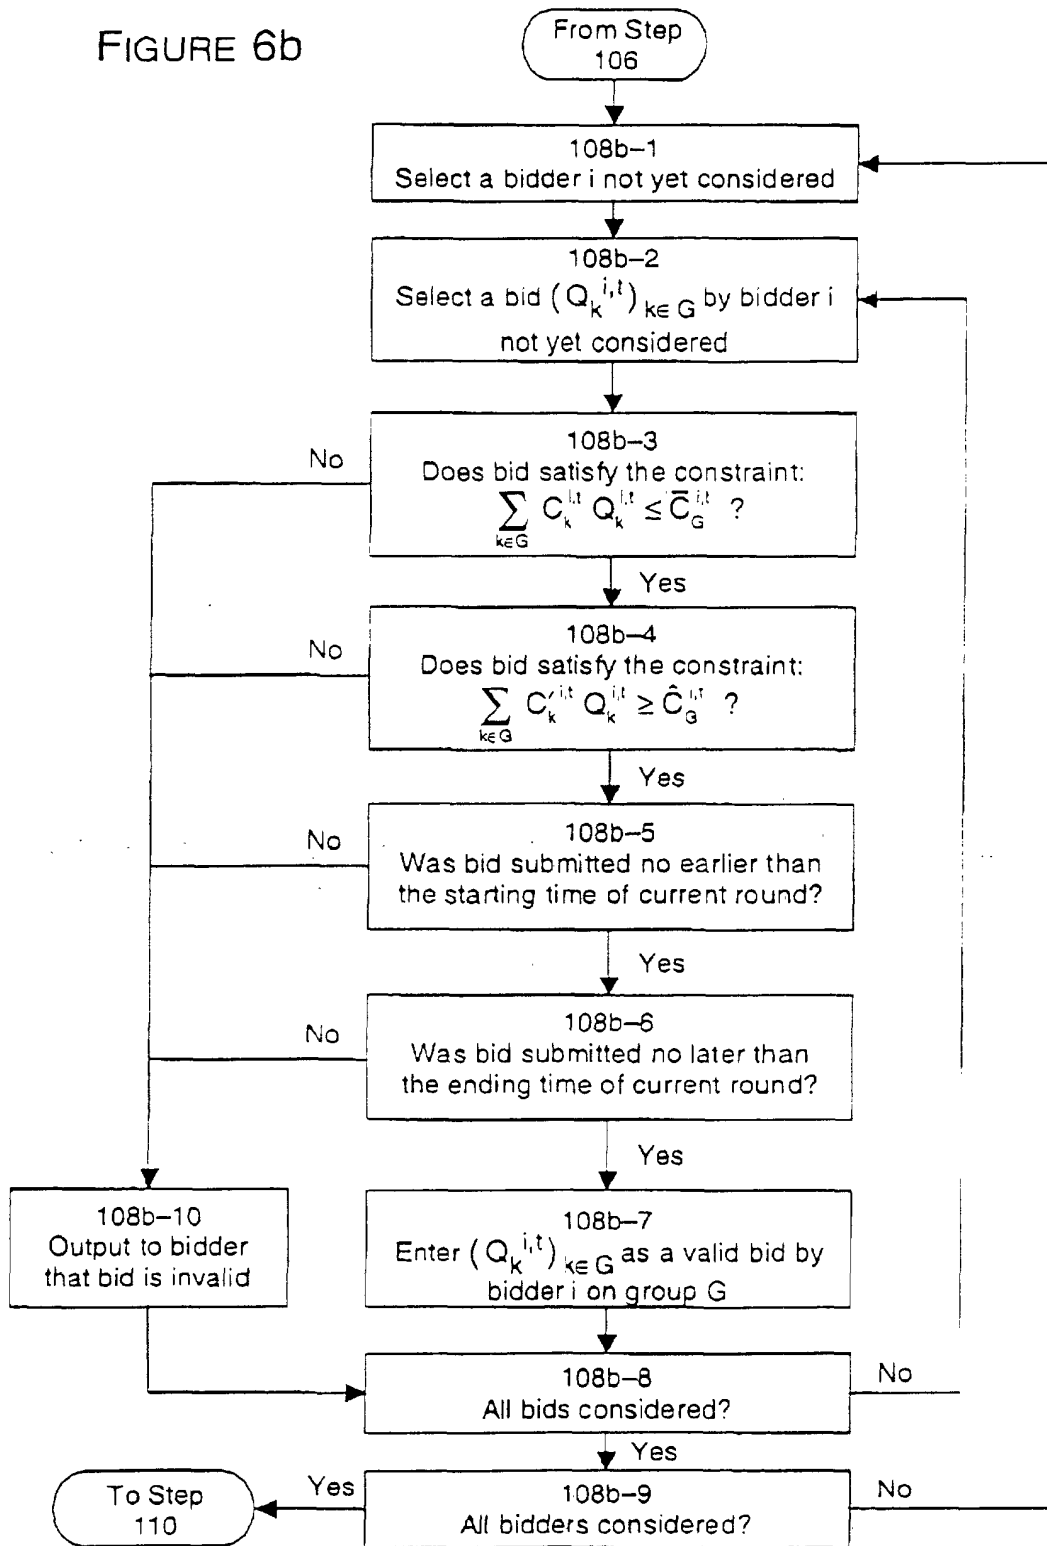 FIGURE 6b
From Step
106
108b–1
Select a bidder i not yet considered
108b–2
Select a bid (Q_k^{i,t})_{k∈G} by bidder i
not yet considered
108b–3
Does bid satisfy the constraint:
∑_{k∈G} C_k^{i,t} Q_k^{i,t} ≤ C̄_G^{i,t} ?
No
Yes
108b–4
Does bid satisfy the constraint:
∑_{k∈G} C′_k^{i,t} Q_k^{i,t} ≥ Ĉ_G^{i,t} ?
No
Yes
108b–5
Was bid submitted no earlier than
the starting time of current round?
No
Yes
108b–6
Was bid submitted no later than
the ending time of current round?
No
Yes
108b–10
Output to bidder
that bid is invalid
108b–7
Enter (Q_k^{i,t})_{k∈G} as a valid bid by
bidder i on group G
108b–8
All bids considered?
No
Yes
108b–9
All bidders considered?
No
Yes
To Step
110